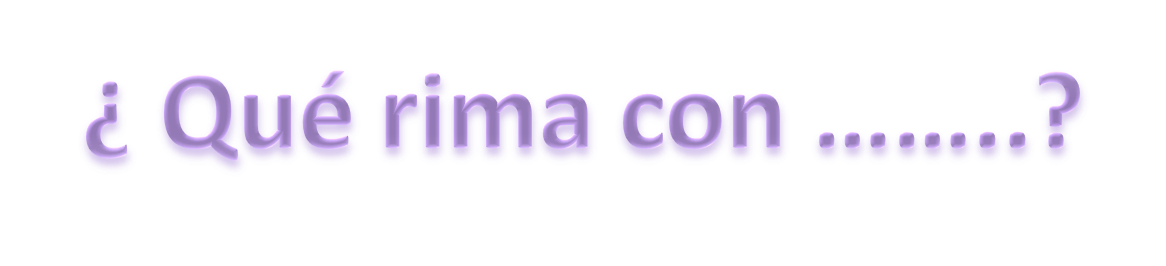 ¿ Qué rima con ........?